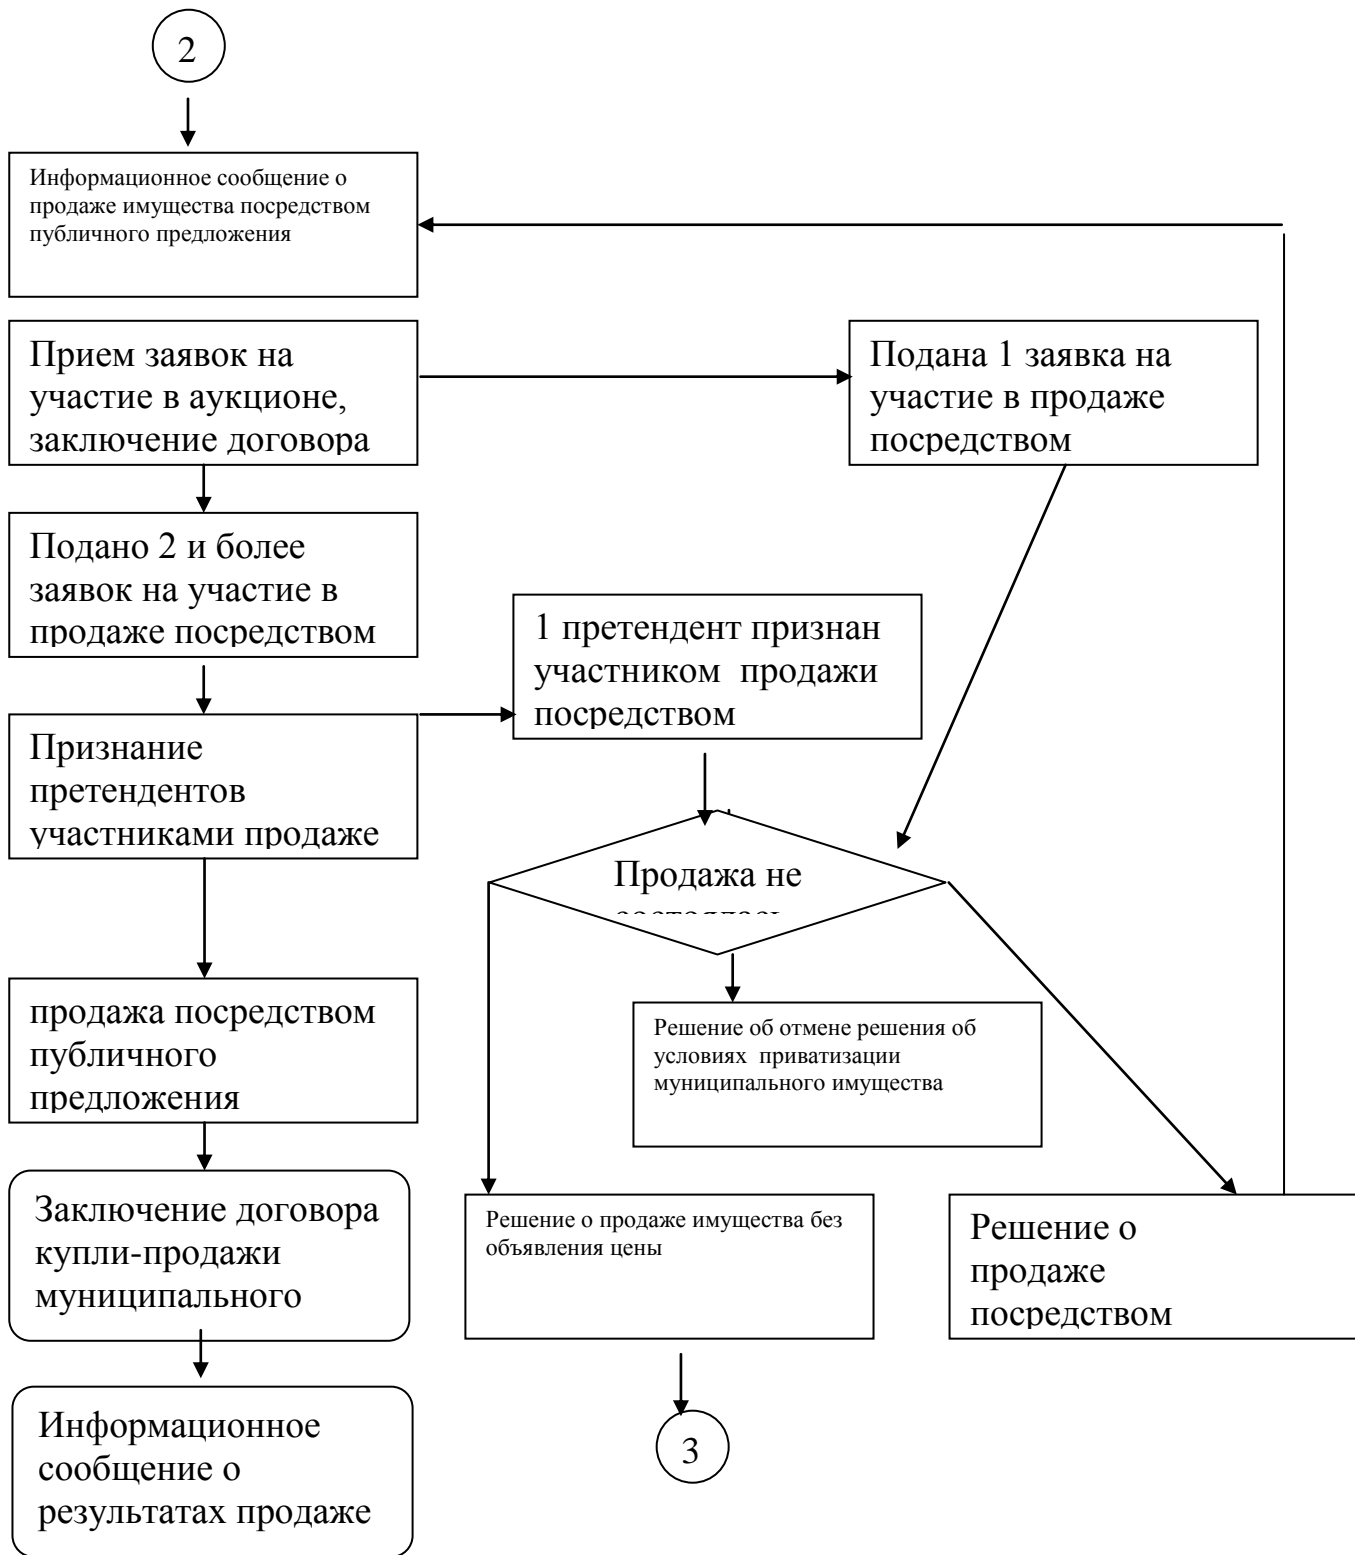 2
Информационное сообщение о
продаже имущества посредством
публичного предложения
Прием заявок на
участие в аукционе,
заключение договора
Подана 1 заявка на
участие в продаже
посредством
Подано 2 и более
заявок на участие в
продаже посредством
1 претендент признан
участником продажи
посредством
Признание
претендентов
участниками продаже
Продажа не
состоялась
продажа посредством
публичного
предложения
Решение об отмене решения об
условиях приватизации
муниципального имущества
Заключение договора
купли-продажи
муниципального
Решение о продаже имущества без
объявления цены
Решение о
продаже
посредством
Информационное
сообщение о
результатах продаже
3